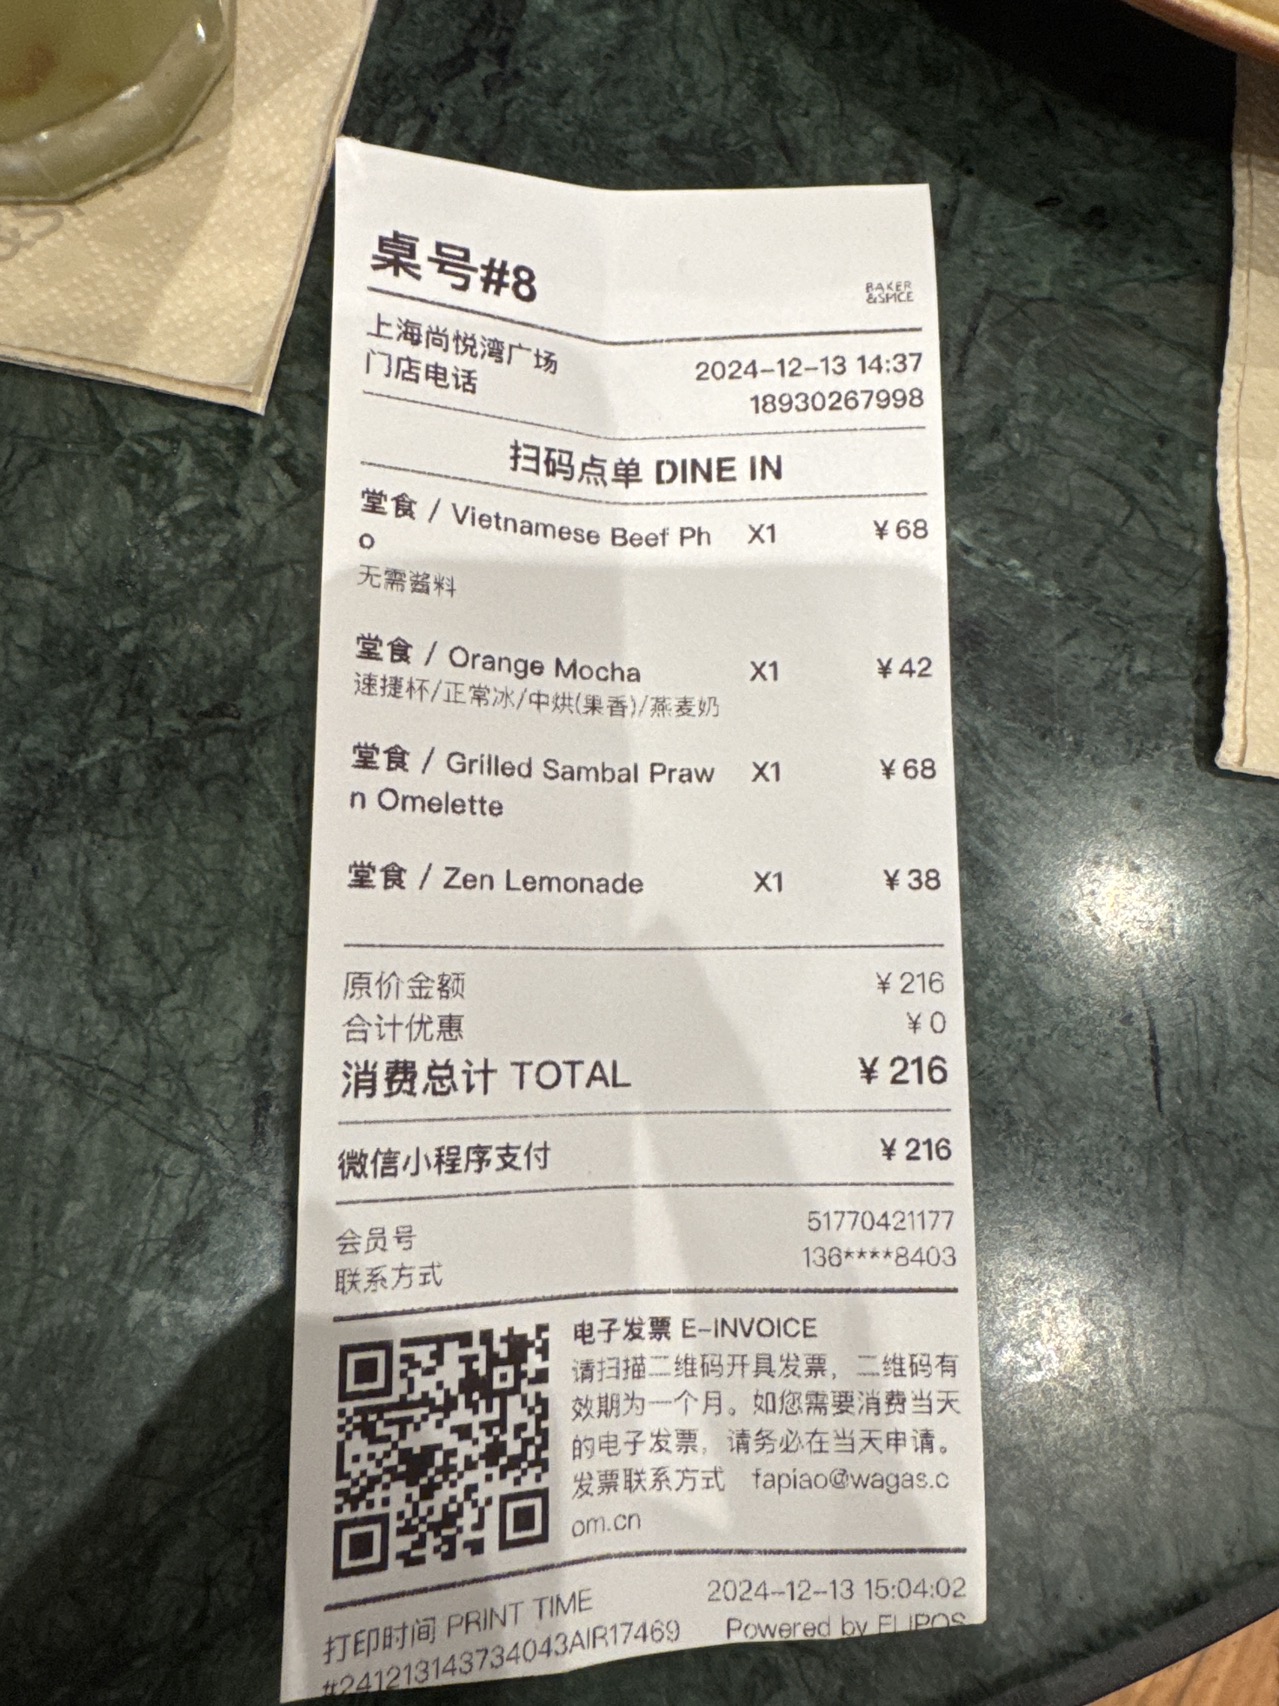 桌号#8
BAKER
&SPICE
上海尚悦湾广场 2024-12-13 14:37
门店电话 18930267998
扫码点单 DINE IN
堂食 / Vietnamese Beef Ph X1 ¥68
o
无需酱料
堂食 / Orange Mocha X1 ¥42
速捷杯/正常冰/中烘(果香)/燕麦奶
堂食 / Grilled Sambal Praw X1 ¥68
n Omelette
堂食 / Zen Lemonade X1 ¥38
原价金额 ¥216
合计优惠 ¥0
消费总计 TOTAL ¥216
微信小程序支付 ¥216
会员号 51770421177
联系方式 136****8403
电子发票 E-INVOICE
请扫描二维码开具发票，二维码有
效期为一个月。如您需要消费当天
的电子发票，请务必在当天申请。
发票联系方式 fapiao@wagas.c
om.cn
打印时间 PRINT TIME 2024-12-13 15:04:02
#241213143734043AIR17469 Powered by FLIPOS